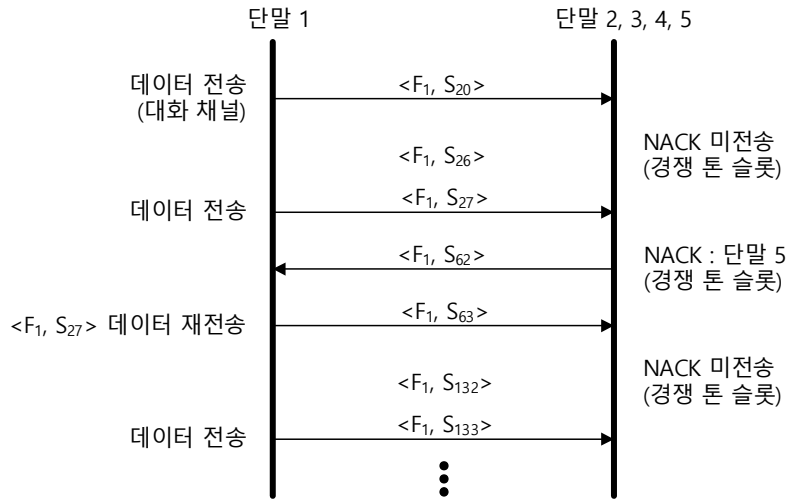 단말 1
단말 2, 3, 4, 5
데이터 전송
(대화 채널)
<F₁, S₂₀>
NACK 미전송
(경쟁 톤 슬롯)
<F₁, S₂₆>
데이터 전송
<F₁, S₂₇>
NACK : 단말 5
(경쟁 톤 슬롯)
<F₁, S₆₂>
<F₁, S₂₇> 데이터 재전송
<F₁, S₆₃>
NACK 미전송
(경쟁 톤 슬롯)
<F₁, S₁₃₂>
데이터 전송
<F₁, S₁₃₃>